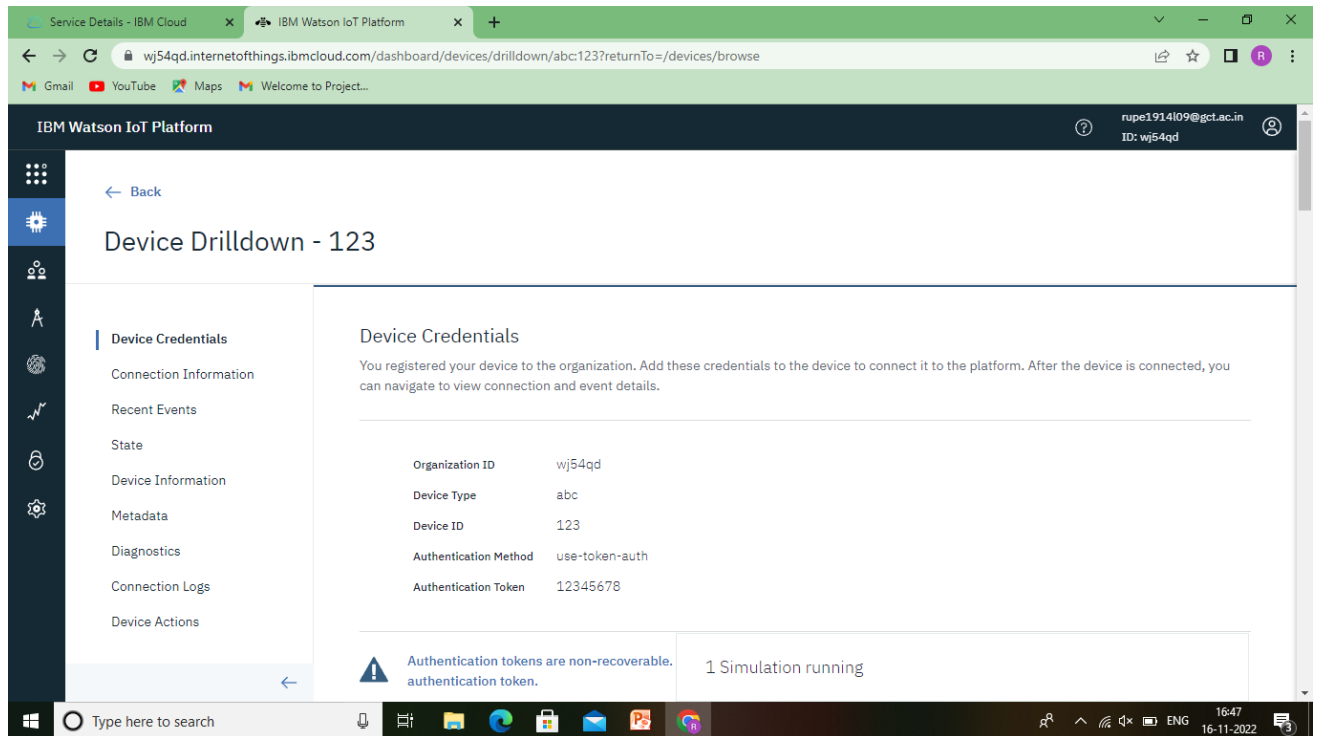 Service Details - IBM Cloud
IBM Watson IoT Platform
wj54qd.internetofthings.ibmcloud.com/dashboard/devices/drilldown/abc:123?returnTo=/devices/browse
R
Gmail
YouTube
Maps
Welcome to Project...
IBM Watson IoT Platform
rupe1914l09@gct.ac.in
ID: wj54qd
← Back
Device Drilldown - 123
Device Credentials
Connection Information
Recent Events
State
Device Information
Metadata
Diagnostics
Connection Logs
Device Actions
Device Credentials
You registered your device to the organization. Add these credentials to the device to connect it to the platform. After the device is connected, you
can navigate to view connection and event details.
Organization ID wj54qd
Device Type abc
Device ID 123
Authentication Method use-token-auth
Authentication Token 12345678
Authentication tokens are non-recoverable.
authentication token.
1 Simulation running
Type here to search
ENG
16:47
16-11-2022
3